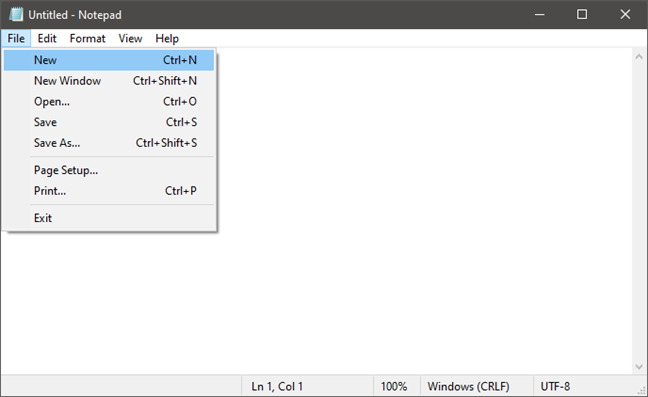 Untitled - Notepad
File Edit Format View Help
New Ctrl+N
New Window Ctrl+Shift+N
Open... Ctrl+O
Save Ctrl+S
Save As... Ctrl+Shift+S
Page Setup...
Print... Ctrl+P
Exit
Ln 1, Col 1 100% Windows (CRLF) UTF-8